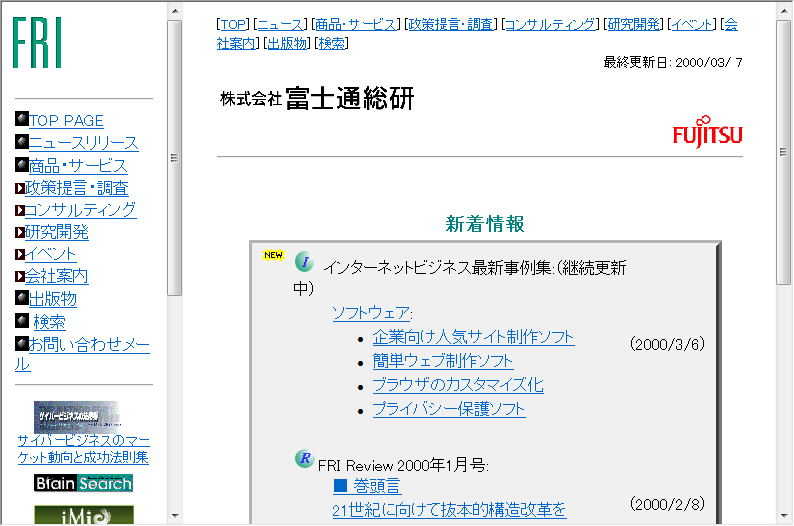 FRI
TOP PAGE
ニュースリリース
商品・サービス
政策提言・調査
コンサルティング
研究開発
イベント
会社案内
出版物
検索
お問い合わせメー
ル
サイバービジネスの法則集
サイバービジネスのマー
ケット動向と成功法則集
Brain Search
iMic
[TOP] [ニュース] [商品・サービス] [政策提言・調査] [コンサルティング] [研究開発] [イベント] [会
社案内] [出版物] [検索]
最終更新日: 2000/03/ 7
株式会社 富士通総研
FUJITSU
新着情報
NEW I インターネットビジネス最新事例集:(継続更新
中)
ソフトウェア:
• 企業向け人気サイト制作ソフト
(2000/3/6)
• 簡単ウェブ制作ソフト
• ブラウザのカスタマイズ化
• プライバシー保護ソフト
R FRI Review 2000年1月号:
■ 巻頭言
(2000/2/8)
21世紀に向けて抜本的構造改革を